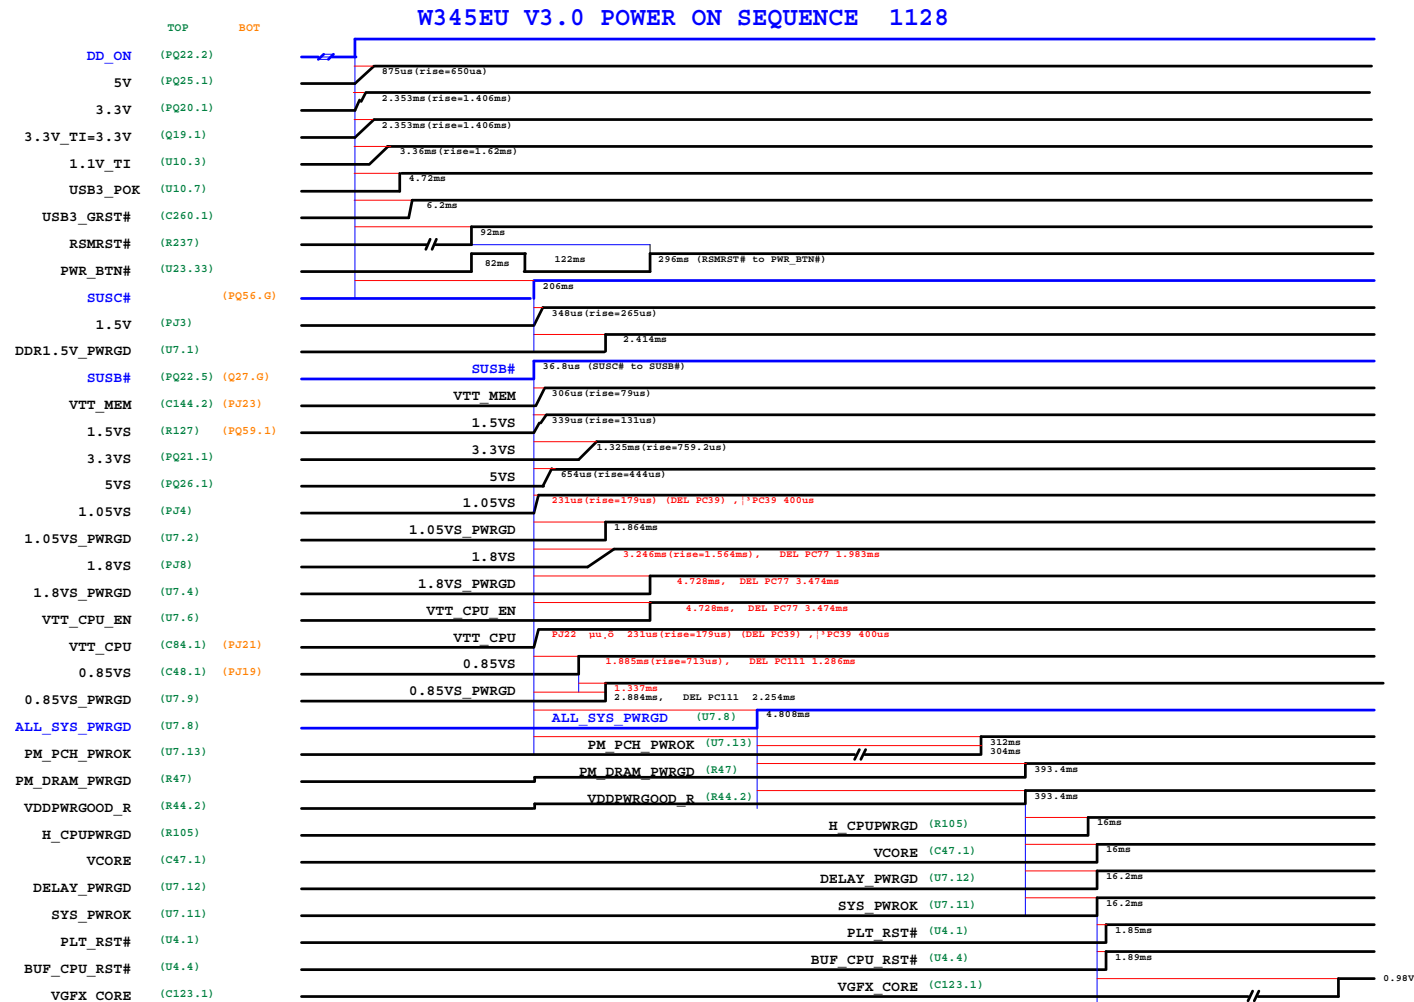 W345EU V3.0 POWER ON SEQUENCE 1128
TOP BOT
DD_ON (PQ22.2)
5V (PQ25.1) 875us(rise=650ua)
3.3V (PQ20.1) 2.353ms(rise=1.406ms)
3.3V_TI=3.3V (Q19.1) 2.353ms(rise=1.406ms)
1.1V_TI (U10.3) 3.36ms(rise=1.62ms)
USB3_POK (U10.7) 4.72ms
USB3_GRST# (C260.1) 6.2ms
RSMRST# (R237) 92ms
PWR_BTN# (U23.33) 82ms 122ms 296ms (RSMRST# to PWR_BTN#)
SUSC# (PQ56.G) 206ms
1.5V (PJ3) 348us(rise=265us)
DDR1.5V_PWRGD (U7.1) 2.414ms
SUSB# (PQ22.5) (Q27.G) SUSB# 36.8us (SUSC# to SUSB#)
VTT_MEM (C144.2) (PJ23) VTT_MEM 306us(rise=79us)
1.5VS (R127) (PQ59.1) 1.5VS 339us(rise=131us)
3.3VS (PQ21.1) 3.3VS 1.325ms(rise=759.2us)
5VS (PQ26.1) 5VS 654us(rise=444us)
1.05VS (PJ4) 1.05VS 231us(rise=179us) (DEL PC39) ,¦³PC39 400us
1.05VS_PWRGD (U7.2) 1.05VS_PWRGD 1.864ms
1.8VS (PJ8) 1.8VS 3.246ms(rise=1.564ms), DEL PC77 1.983ms
1.8VS_PWRGD (U7.4) 1.8VS_PWRGD 4.728ms, DEL PC77 3.474ms
VTT_CPU_EN (U7.6) VTT_CPU_EN 4.728ms, DEL PC77 3.474ms
VTT_CPU (C84.1) (PJ21) VTT_CPU PJ22 µu¸ô 231us(rise=179us) (DEL PC39) ,¦³PC39 400us
0.85VS (C48.1) (PJ19) 0.85VS 1.885ms(rise=713us), DEL PC111 1.286ms
0.85VS_PWRGD (U7.9) 0.85VS_PWRGD 1.337ms
2.884ms, DEL PC111 2.254ms
ALL_SYS_PWRGD (U7.8) ALL_SYS_PWRGD (U7.8) 4.808ms
PM_PCH_PWROK (U7.13) PM_PCH_PWROK (U7.13) 312ms
304ms
PM_DRAM_PWRGD (R47) PM_DRAM_PWRGD (R47) 393.4ms
VDDPWRGOOD_R (R44.2) VDDPWRGOOD_R (R44.2) 393.4ms
H_CPUPWRGD (R105) H_CPUPWRGD (R105) 16ms
VCORE (C47.1) VCORE (C47.1) 16ms
DELAY_PWRGD (U7.12) DELAY_PWRGD (U7.12) 16.2ms
SYS_PWROK (U7.11) SYS_PWROK (U7.11) 16.2ms
PLT_RST# (U4.1) PLT_RST# (U4.1) 1.85ms
BUF_CPU_RST# (U4.4) BUF_CPU_RST# (U4.4) 1.89ms
VGFX_CORE (C123.1) VGFX_CORE (C123.1) 0.98V